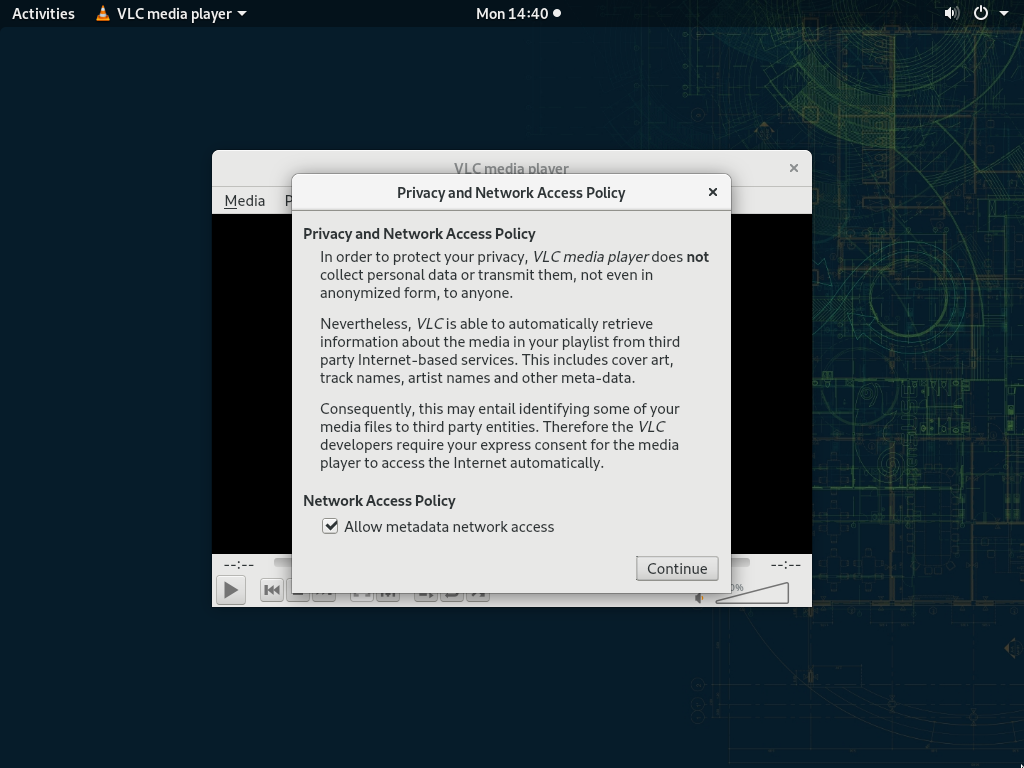 Activities VLC media player Mon 14:40
VLC media player
Privacy and Network Access Policy
Media P
Privacy and Network Access Policy
In order to protect your privacy, VLC media player does not
collect personal data or transmit them, not even in
anonymized form, to anyone.
Nevertheless, VLC is able to automatically retrieve
information about the media in your playlist from third
party Internet-based services. This includes cover art,
track names, artist names and other meta-data.
Consequently, this may entail identifying some of your
media files to third party entities. Therefore the VLC
developers require your express consent for the media
player to access the Internet automatically.
Network Access Policy
Allow metadata network access
--:-- --:--
Continue
0%